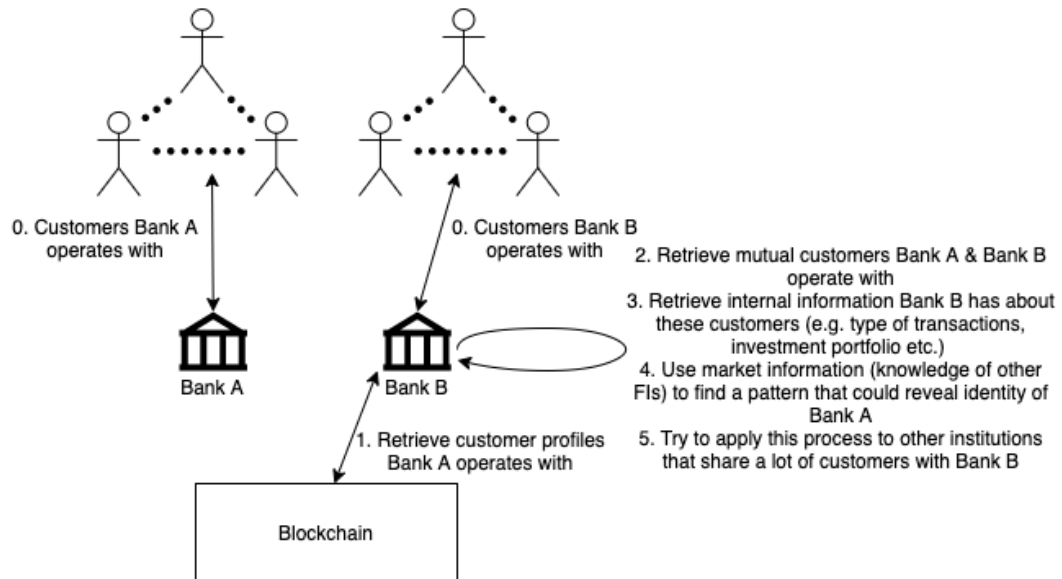 0. Customers Bank A
operates with
0. Customers Bank B
operates with
2. Retrieve mutual customers Bank A & Bank B
operate with
3. Retrieve internal information Bank B has about
these customers (e.g. type of transactions,
investment portfolio etc.)
4. Use market information (knowledge of other
FIs) to find a pattern that could reveal identity of
Bank A
5. Try to apply this process to other institutions
that share a lot of customers with Bank B
Bank A
Bank B
1. Retrieve customer profiles
Bank A operates with
Blockchain